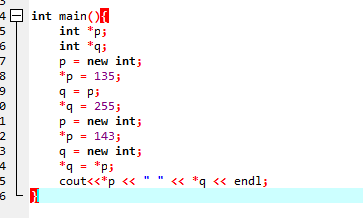 4 int main(){
5 int *p;
6 int *q;
7 p = new int;
8 *p = 135;
9 q = p;
0 *q = 255;
1 p = new int;
2 *p = 143;
3 q = new int;
4 *q = *p;
5 cout<<*p << " " << *q << endl;
6 }